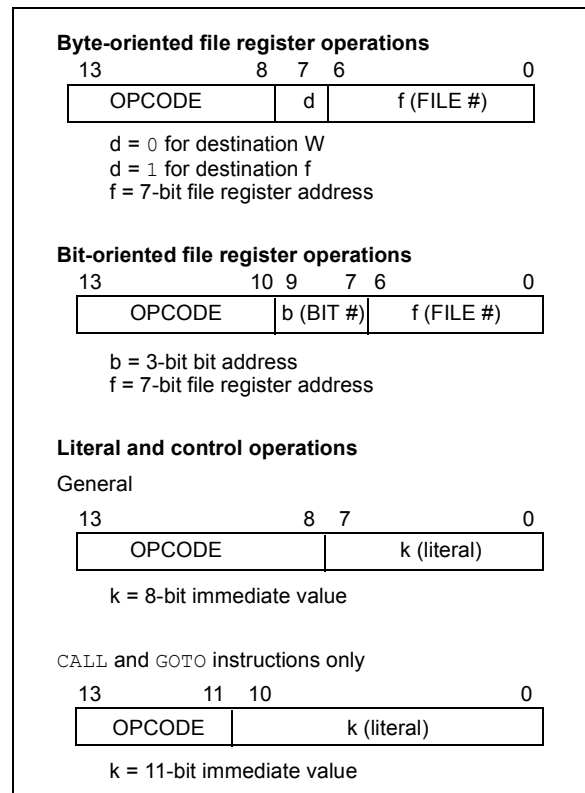 Byte-oriented file register operations
13 8 7 6 0
OPCODE d f (FILE #)
d = 0 for destination W
d = 1 for destination f
f = 7-bit file register address
Bit-oriented file register operations
13 10 9 7 6 0
OPCODE b (BIT #) f (FILE #)
b = 3-bit bit address
f = 7-bit file register address
Literal and control operations
General
13 8 7 0
OPCODE k (literal)
k = 8-bit immediate value
CALL and GOTO instructions only
13 11 10 0
OPCODE k (literal)
k = 11-bit immediate value